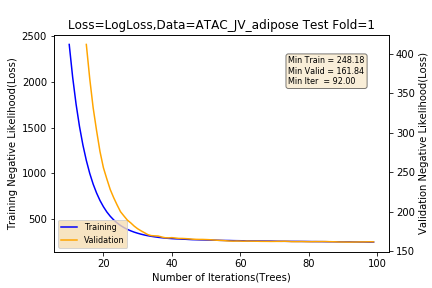 Loss=LogLoss,Data=ATAC_JV_adipose Test Fold=1
Training Negative Likelihood(Loss)
2500
2000
1500
1000
500
Min Train = 248.18
Min Valid = 161.84
Min Iter  = 92.00
Training
Validation
400
350
300
250
200
150
Validation Negative Likelihood(Loss)
20
40
60
80
100
Number of Iterations(Trees)